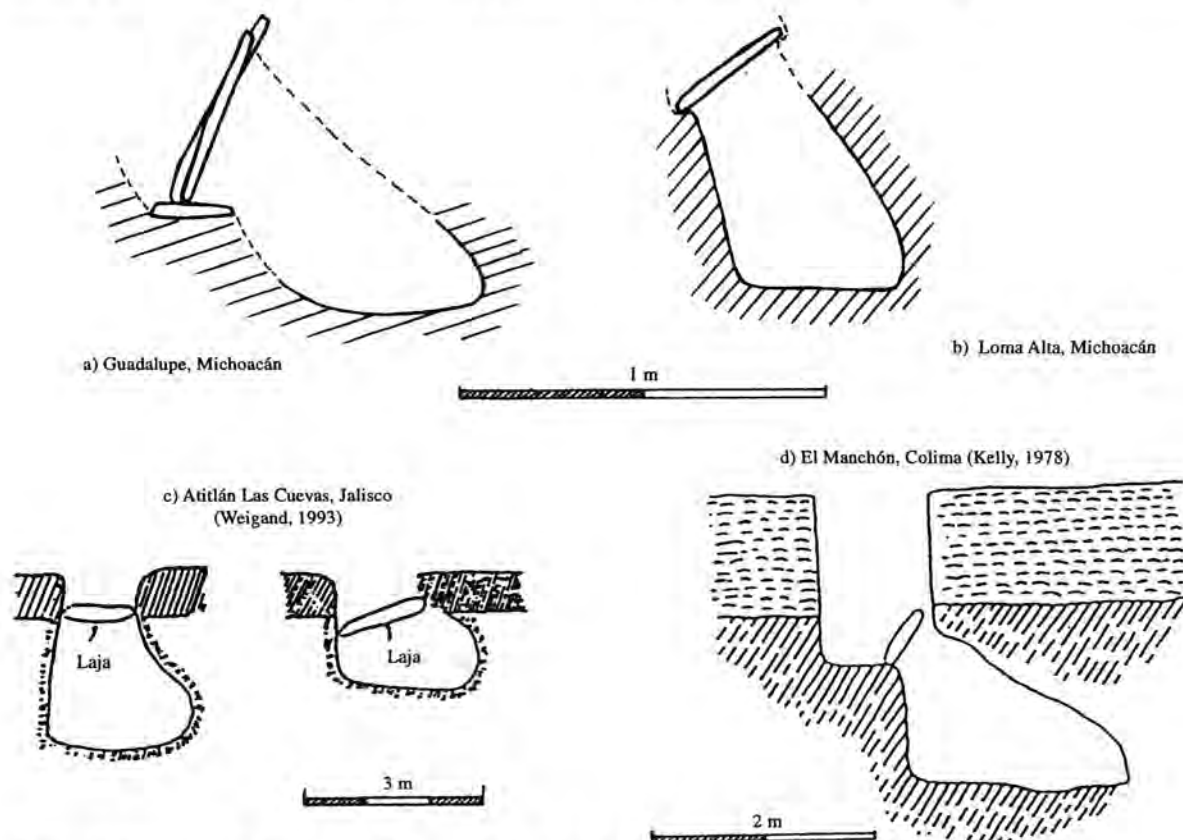 a) Guadalupe, Michoacán
b) Loma Alta, Michoacán
1 m
c) Atitlán Las Cuevas, Jalisco
(Weigand, 1993)
d) El Manchón, Colima (Kelly, 1978)
Laja
Laja
3 m
2 m